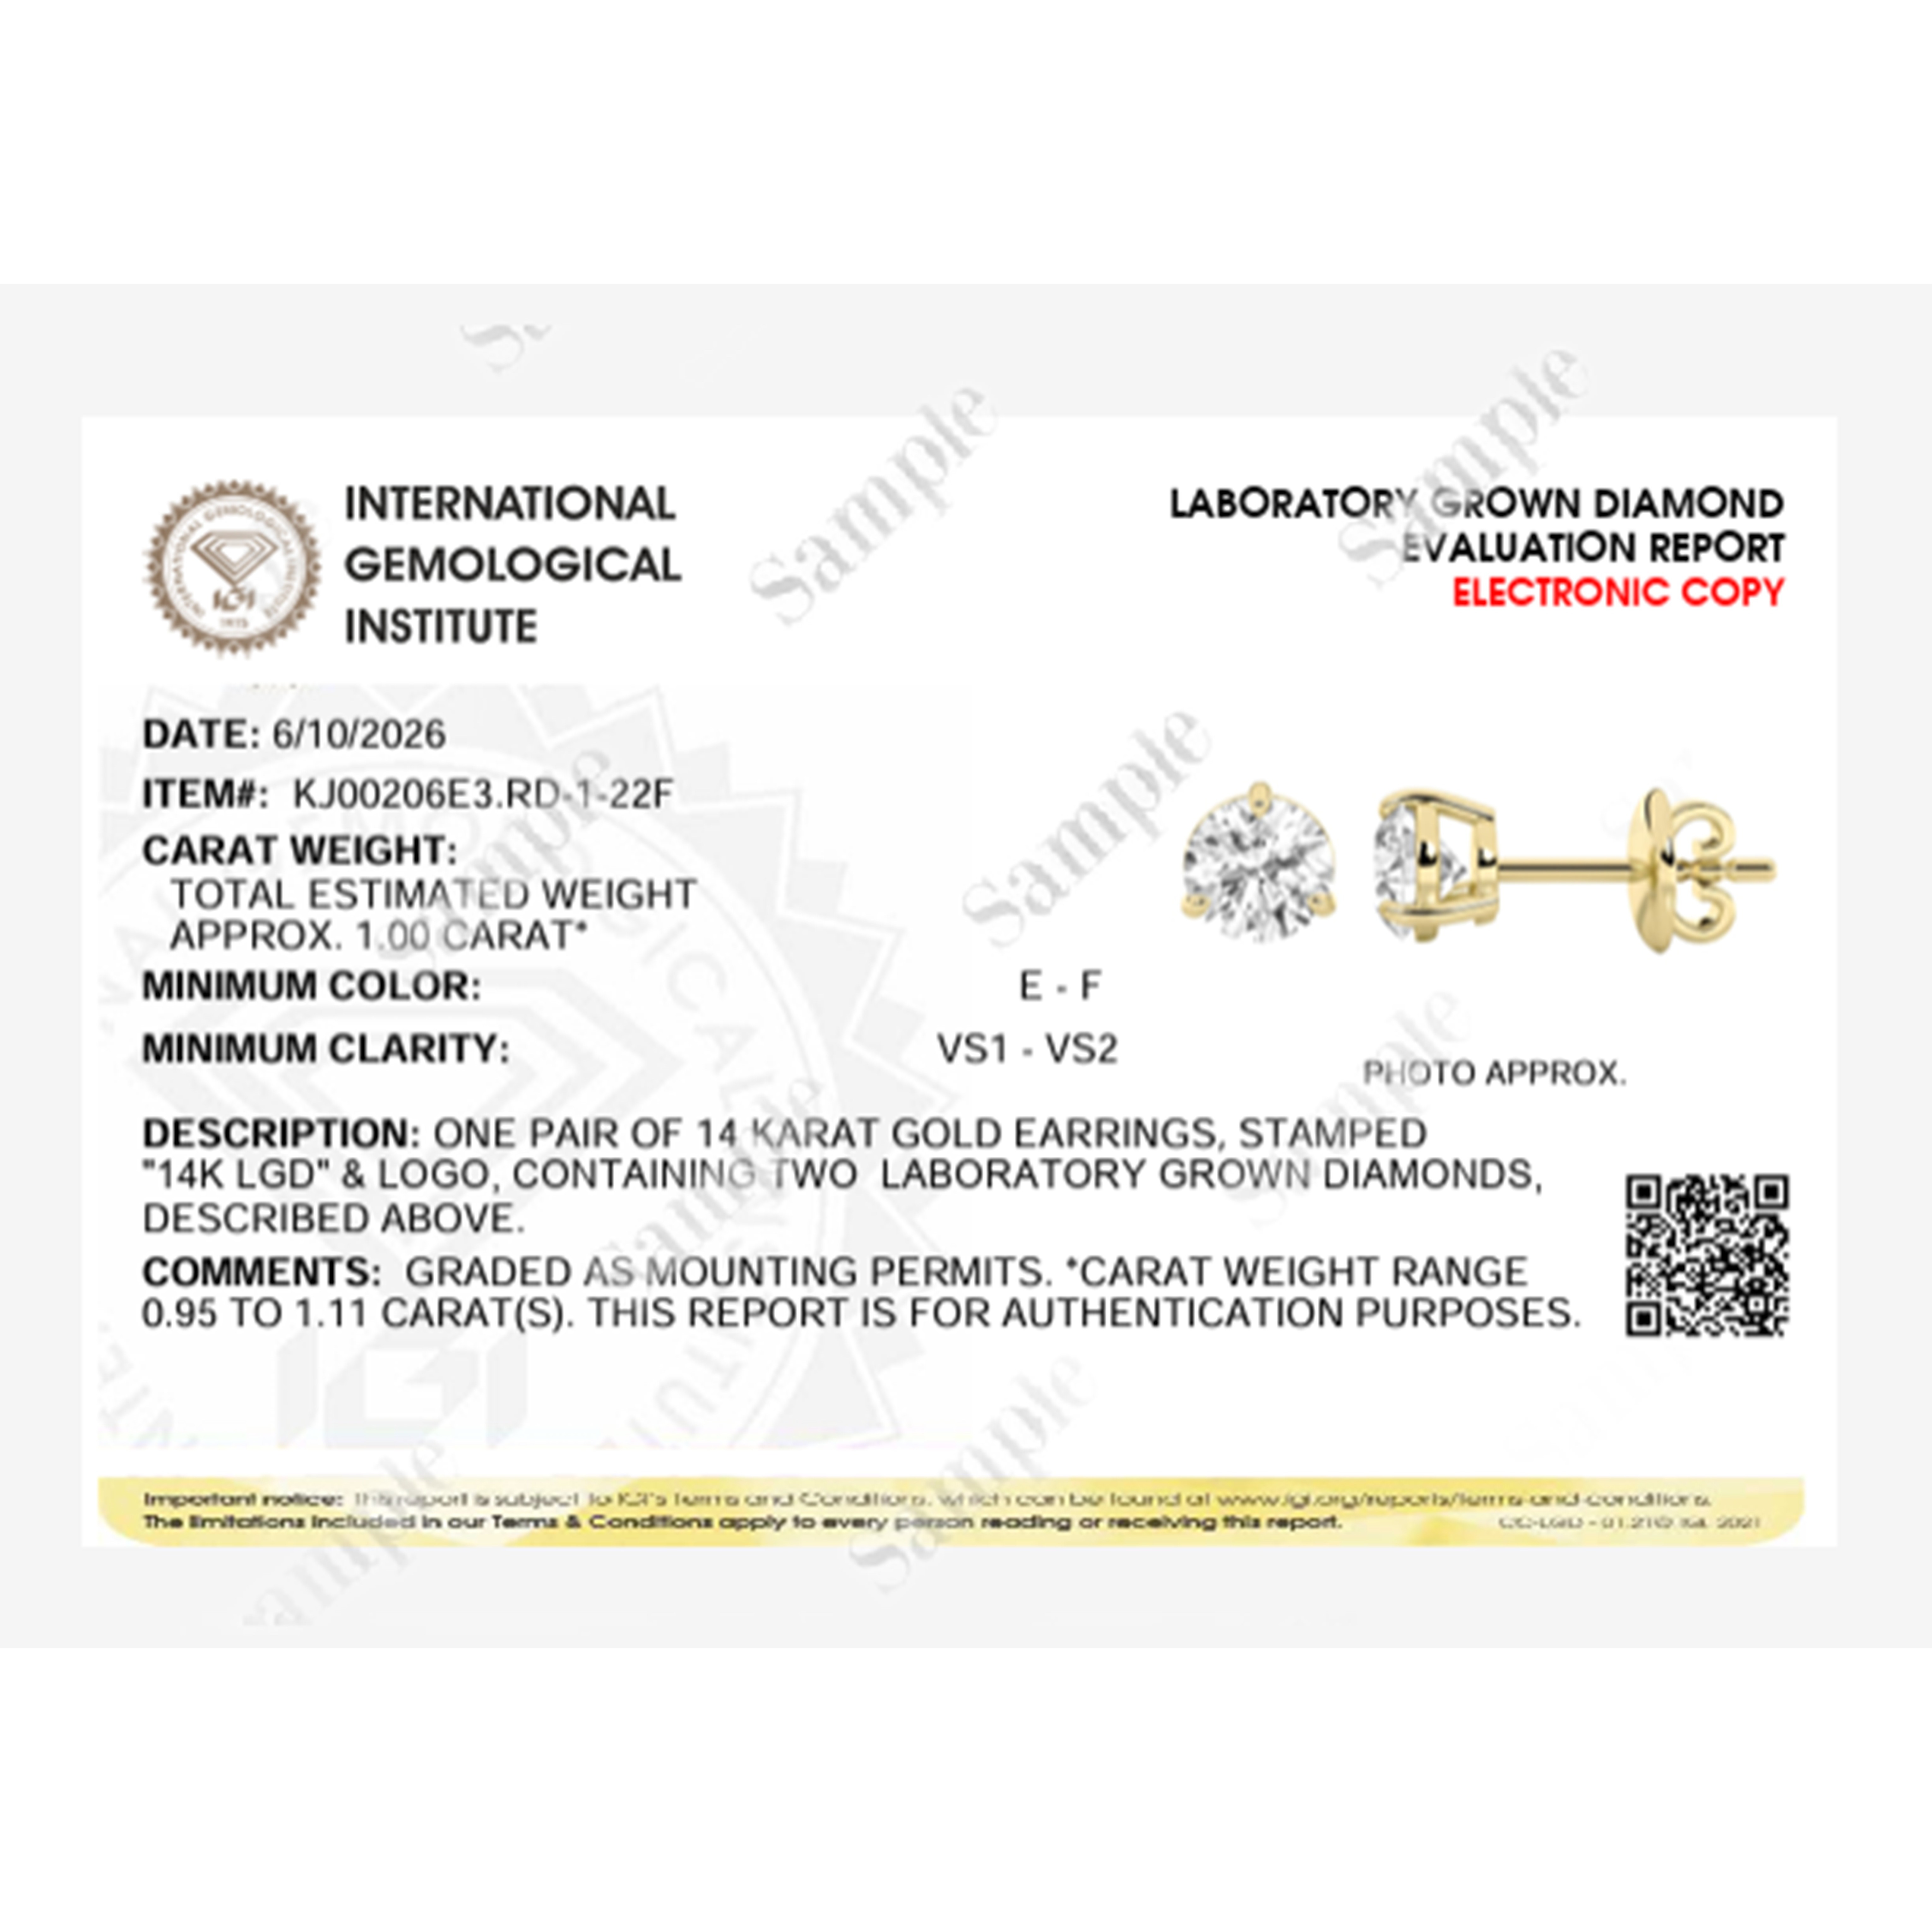 INTERNATIONAL
GEMOLOGICAL
INSTITUTE
LABORATORY GROWN DIAMOND
EVALUATION REPORT
ELECTRONIC COPY
DATE: 6/10/2026
ITEM#: KJ00206E3.RD-1-22F
CARAT WEIGHT:
TOTAL ESTIMATED WEIGHT
APPROX. 1.00 CARAT*
MINIMUM COLOR: E - F
MINIMUM CLARITY: VS1 - VS2
PHOTO APPROX.
DESCRIPTION: ONE PAIR OF 14 KARAT GOLD EARRINGS, STAMPED
"14K LGD" & LOGO, CONTAINING TWO LABORATORY GROWN DIAMONDS,
DESCRIBED ABOVE.
COMMENTS: GRADED AS MOUNTING PERMITS. *CARAT WEIGHT RANGE
0.95 TO 1.11 CARAT(S). THIS REPORT IS FOR AUTHENTICATION PURPOSES.
Important notice: This report is subject to IGI's Terms and Conditions, which can be found at www.igi.org/reports/terms-and-conditions.
The limitations included in our Terms & Conditions apply to every person reading or receiving this report.
Sample
Sample
Sample
Sample
Sample
Sample
Sample